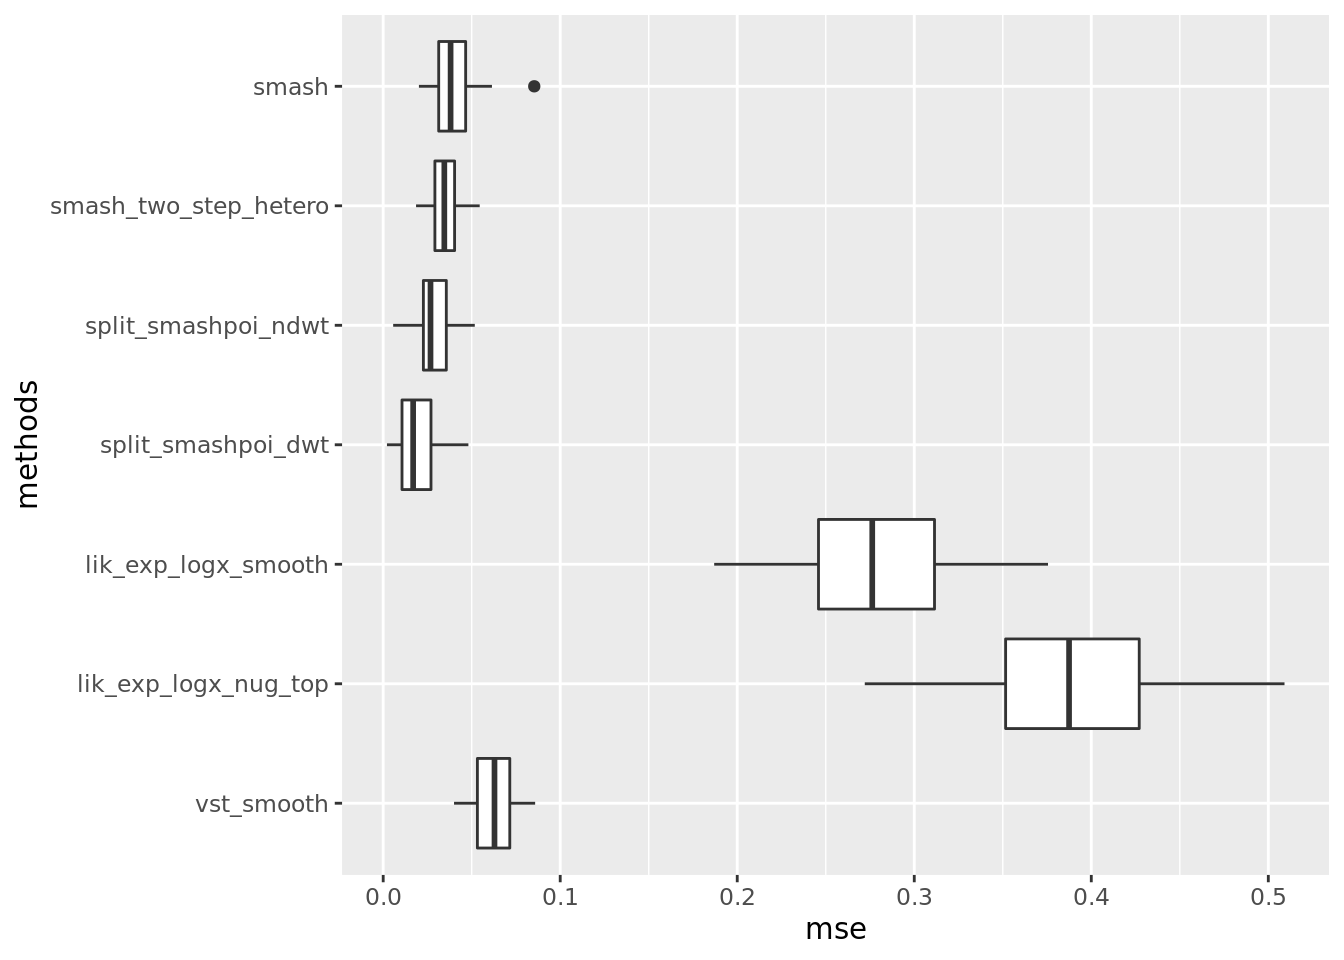 smash
smash_two_step_hetero
split_smashpoi_ndwt
split_smashpoi_dwt
lik_exp_logx_smooth
lik_exp_logx_nug_top
vst_smooth
methods
0.0 0.1 0.2 0.3 0.4 0.5
mse